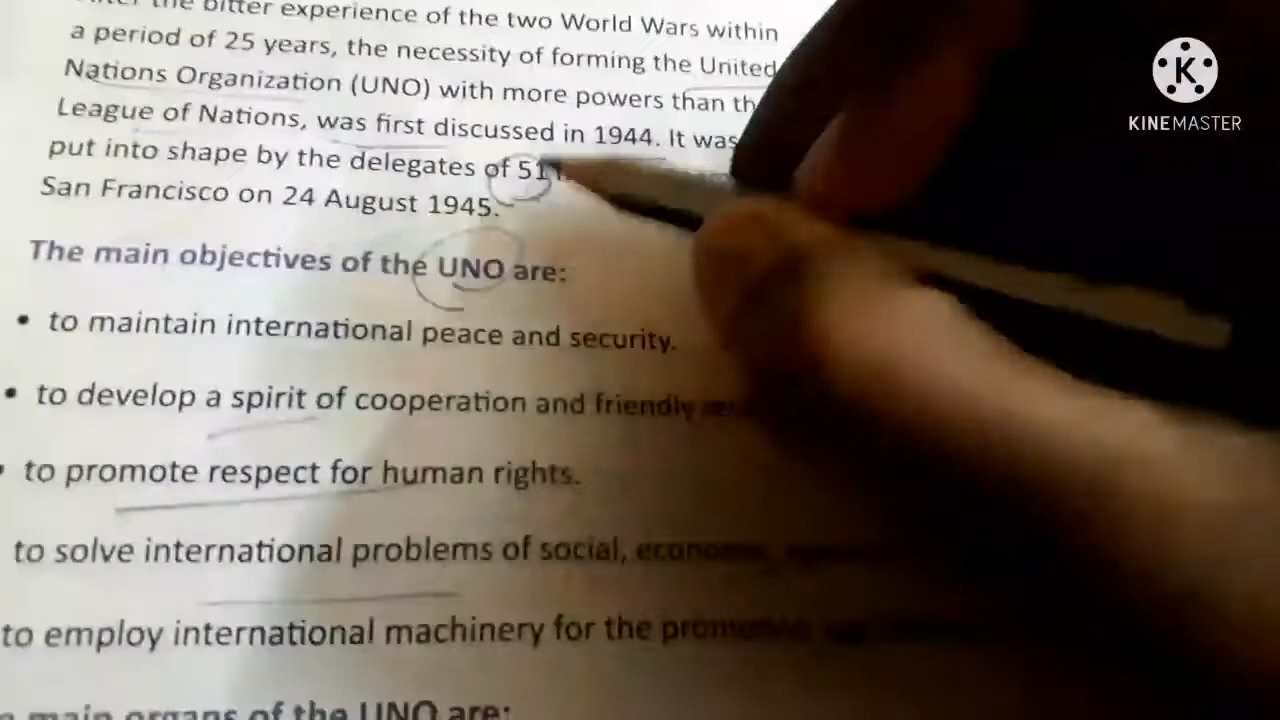 the bitter experience of the two World Wars within
a period of 25 years, the necessity of forming the United
Nations Organization (UNO) with more powers than
League of Nations, was first discussed in 1944. It was
put into shape by the delegates of 51
San Francisco on 24 August 1945.
The main objectives of the UNO are:
• to maintain international peace and security.
• to develop a spirit of cooperation and friendly
to promote respect for human rights.
to solve international problems of social, economic,
to employ international machinery for the
main organs of the UNO are:
K
KINEMASTER